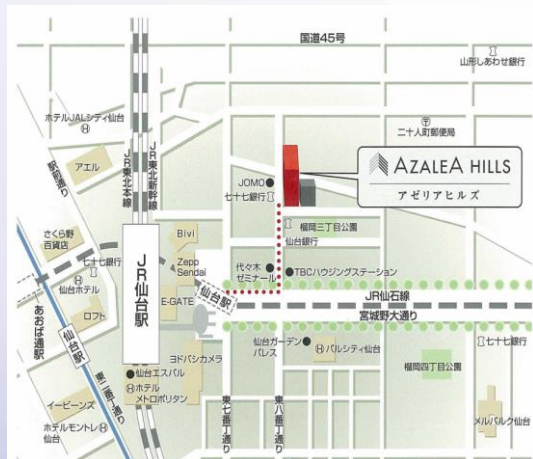 国道45号
山形しあわせ銀行
ホテルJALシティ仙台
二十人町郵便局
駅前通り
アエル
JR東北本線
JR東北新幹線
JOMO
七十七銀行
AZALEA HILLS
アゼリアヒルズ
さくら野
百貨店
Bivi
榴岡三丁目公園
仙台銀行
七十七銀行
Zepp
Sendai
代々木
ゼミナール
TBCハウジングステーション
仙台ホテル
JR仙台駅
E-GATE
仙台駅
JR仙石線
宮城野大通り
あおば通駅
ロフト
仙台駅
ヨドバシカメラ
仙台ガーデン
パレス
パルシティ仙台
七十七銀行
榴岡四丁目公園
東二番丁通り
仙台エスパル
ホテル
メトロポリタン
イービーンズ
東七番丁通り
東八番丁通り
メルパルク仙台
ホテルモントレ
仙台